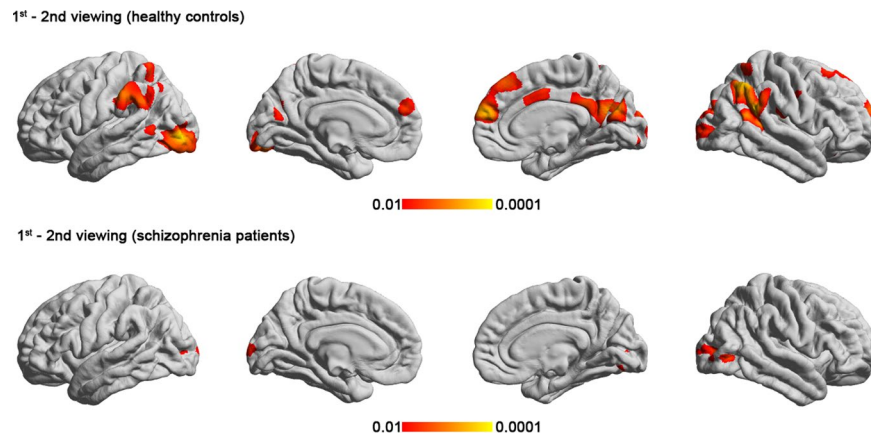 1st - 2nd viewing (healthy controls)
0.01 0.0001
1st - 2nd viewing (schizophrenia patients)
0.01 0.0001